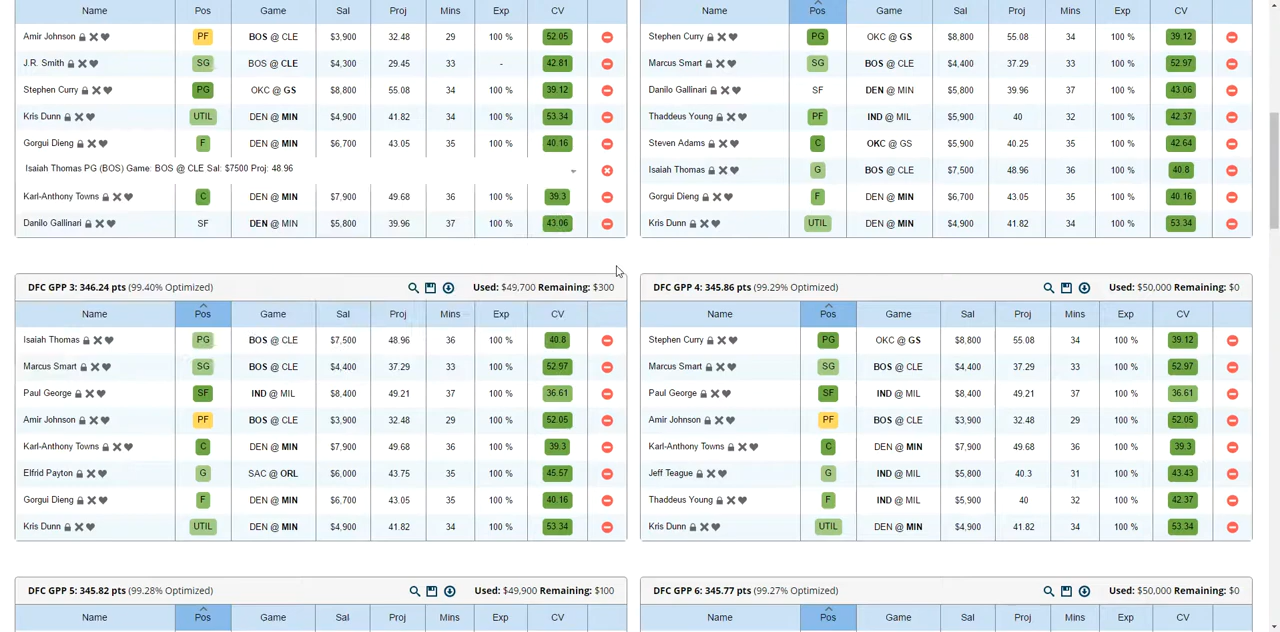 Name Pos Game Sal Proj Mins Exp CV
Amir Johnson PF BOS @ CLE $3,900 32.48 29 100 % 52.05
J.R. Smith SG BOS @ CLE $4,300 29.45 33 - 42.81
Stephen Curry PG OKC @ GS $8,800 55.08 34 100 % 39.12
Kris Dunn UTIL DEN @ MIN $4,900 41.82 34 100 % 53.34
Gorgui Dieng F DEN @ MIN $6,700 43.05 35 100 % 40.16
Isaiah Thomas PG (BOS) Game: BOS @ CLE Sal: $7500 Proj: 48.96
Karl-Anthony Towns C DEN @ MIN $7,900 49.68 36 100 % 39.3
Danilo Gallinari SF DEN @ MIN $5,800 39.96 37 100 % 43.06
Name Pos Game Sal Proj Mins Exp CV
Stephen Curry PG OKC @ GS $8,800 55.08 34 100 % 39.12
Marcus Smart SG BOS @ CLE $4,400 37.29 33 100 % 52.97
Danilo Gallinari SF DEN @ MIN $5,800 39.96 37 100 % 43.06
Thaddeus Young PF IND @ MIL $5,900 40 32 100 % 42.37
Steven Adams C OKC @ GS $5,900 40.25 35 100 % 42.64
Isaiah Thomas G BOS @ CLE $7,500 48.96 36 100 % 40.8
Gorgui Dieng F DEN @ MIN $6,700 43.05 35 100 % 40.16
Kris Dunn UTIL DEN @ MIN $4,900 41.82 34 100 % 53.34
DFC GPP 3: 346.24 pts (99.40% Optimized) Used: $49,700 Remaining: $300
Name Pos Game Sal Proj Mins Exp CV
Isaiah Thomas PG BOS @ CLE $7,500 48.96 36 100 % 40.8
Marcus Smart SG BOS @ CLE $4,400 37.29 33 100 % 52.97
Paul George SF IND @ MIL $8,400 49.21 37 100 % 36.61
Amir Johnson PF BOS @ CLE $3,900 32.48 29 100 % 52.05
Karl-Anthony Towns C DEN @ MIN $7,900 49.68 36 100 % 39.3
Elfrid Payton G SAC @ ORL $6,000 43.75 35 100 % 45.57
Gorgui Dieng F DEN @ MIN $6,700 43.05 35 100 % 40.16
Kris Dunn UTIL DEN @ MIN $4,900 41.82 34 100 % 53.34
DFC GPP 4: 345.86 pts (99.29% Optimized) Used: $50,000 Remaining: $0
Name Pos Game Sal Proj Mins Exp CV
Stephen Curry PG OKC @ GS $8,800 55.08 34 100 % 39.12
Marcus Smart SG BOS @ CLE $4,400 37.29 33 100 % 52.97
Paul George SF IND @ MIL $8,400 49.21 37 100 % 36.61
Amir Johnson PF BOS @ CLE $3,900 32.48 29 100 % 52.05
Karl-Anthony Towns C DEN @ MIN $7,900 49.68 36 100 % 39.3
Jeff Teague G IND @ MIL $5,800 40.3 31 100 % 43.43
Thaddeus Young F IND @ MIL $5,900 40 32 100 % 42.37
Kris Dunn UTIL DEN @ MIN $4,900 41.82 34 100 % 53.34
DFC GPP 5: 345.82 pts (99.28% Optimized) Used: $49,900 Remaining: $100
Name Pos Game Sal Proj Mins Exp CV
DFC GPP 6: 345.77 pts (99.27% Optimized) Used: $50,000 Remaining: $0
Name Pos Game Sal Proj Mins Exp CV